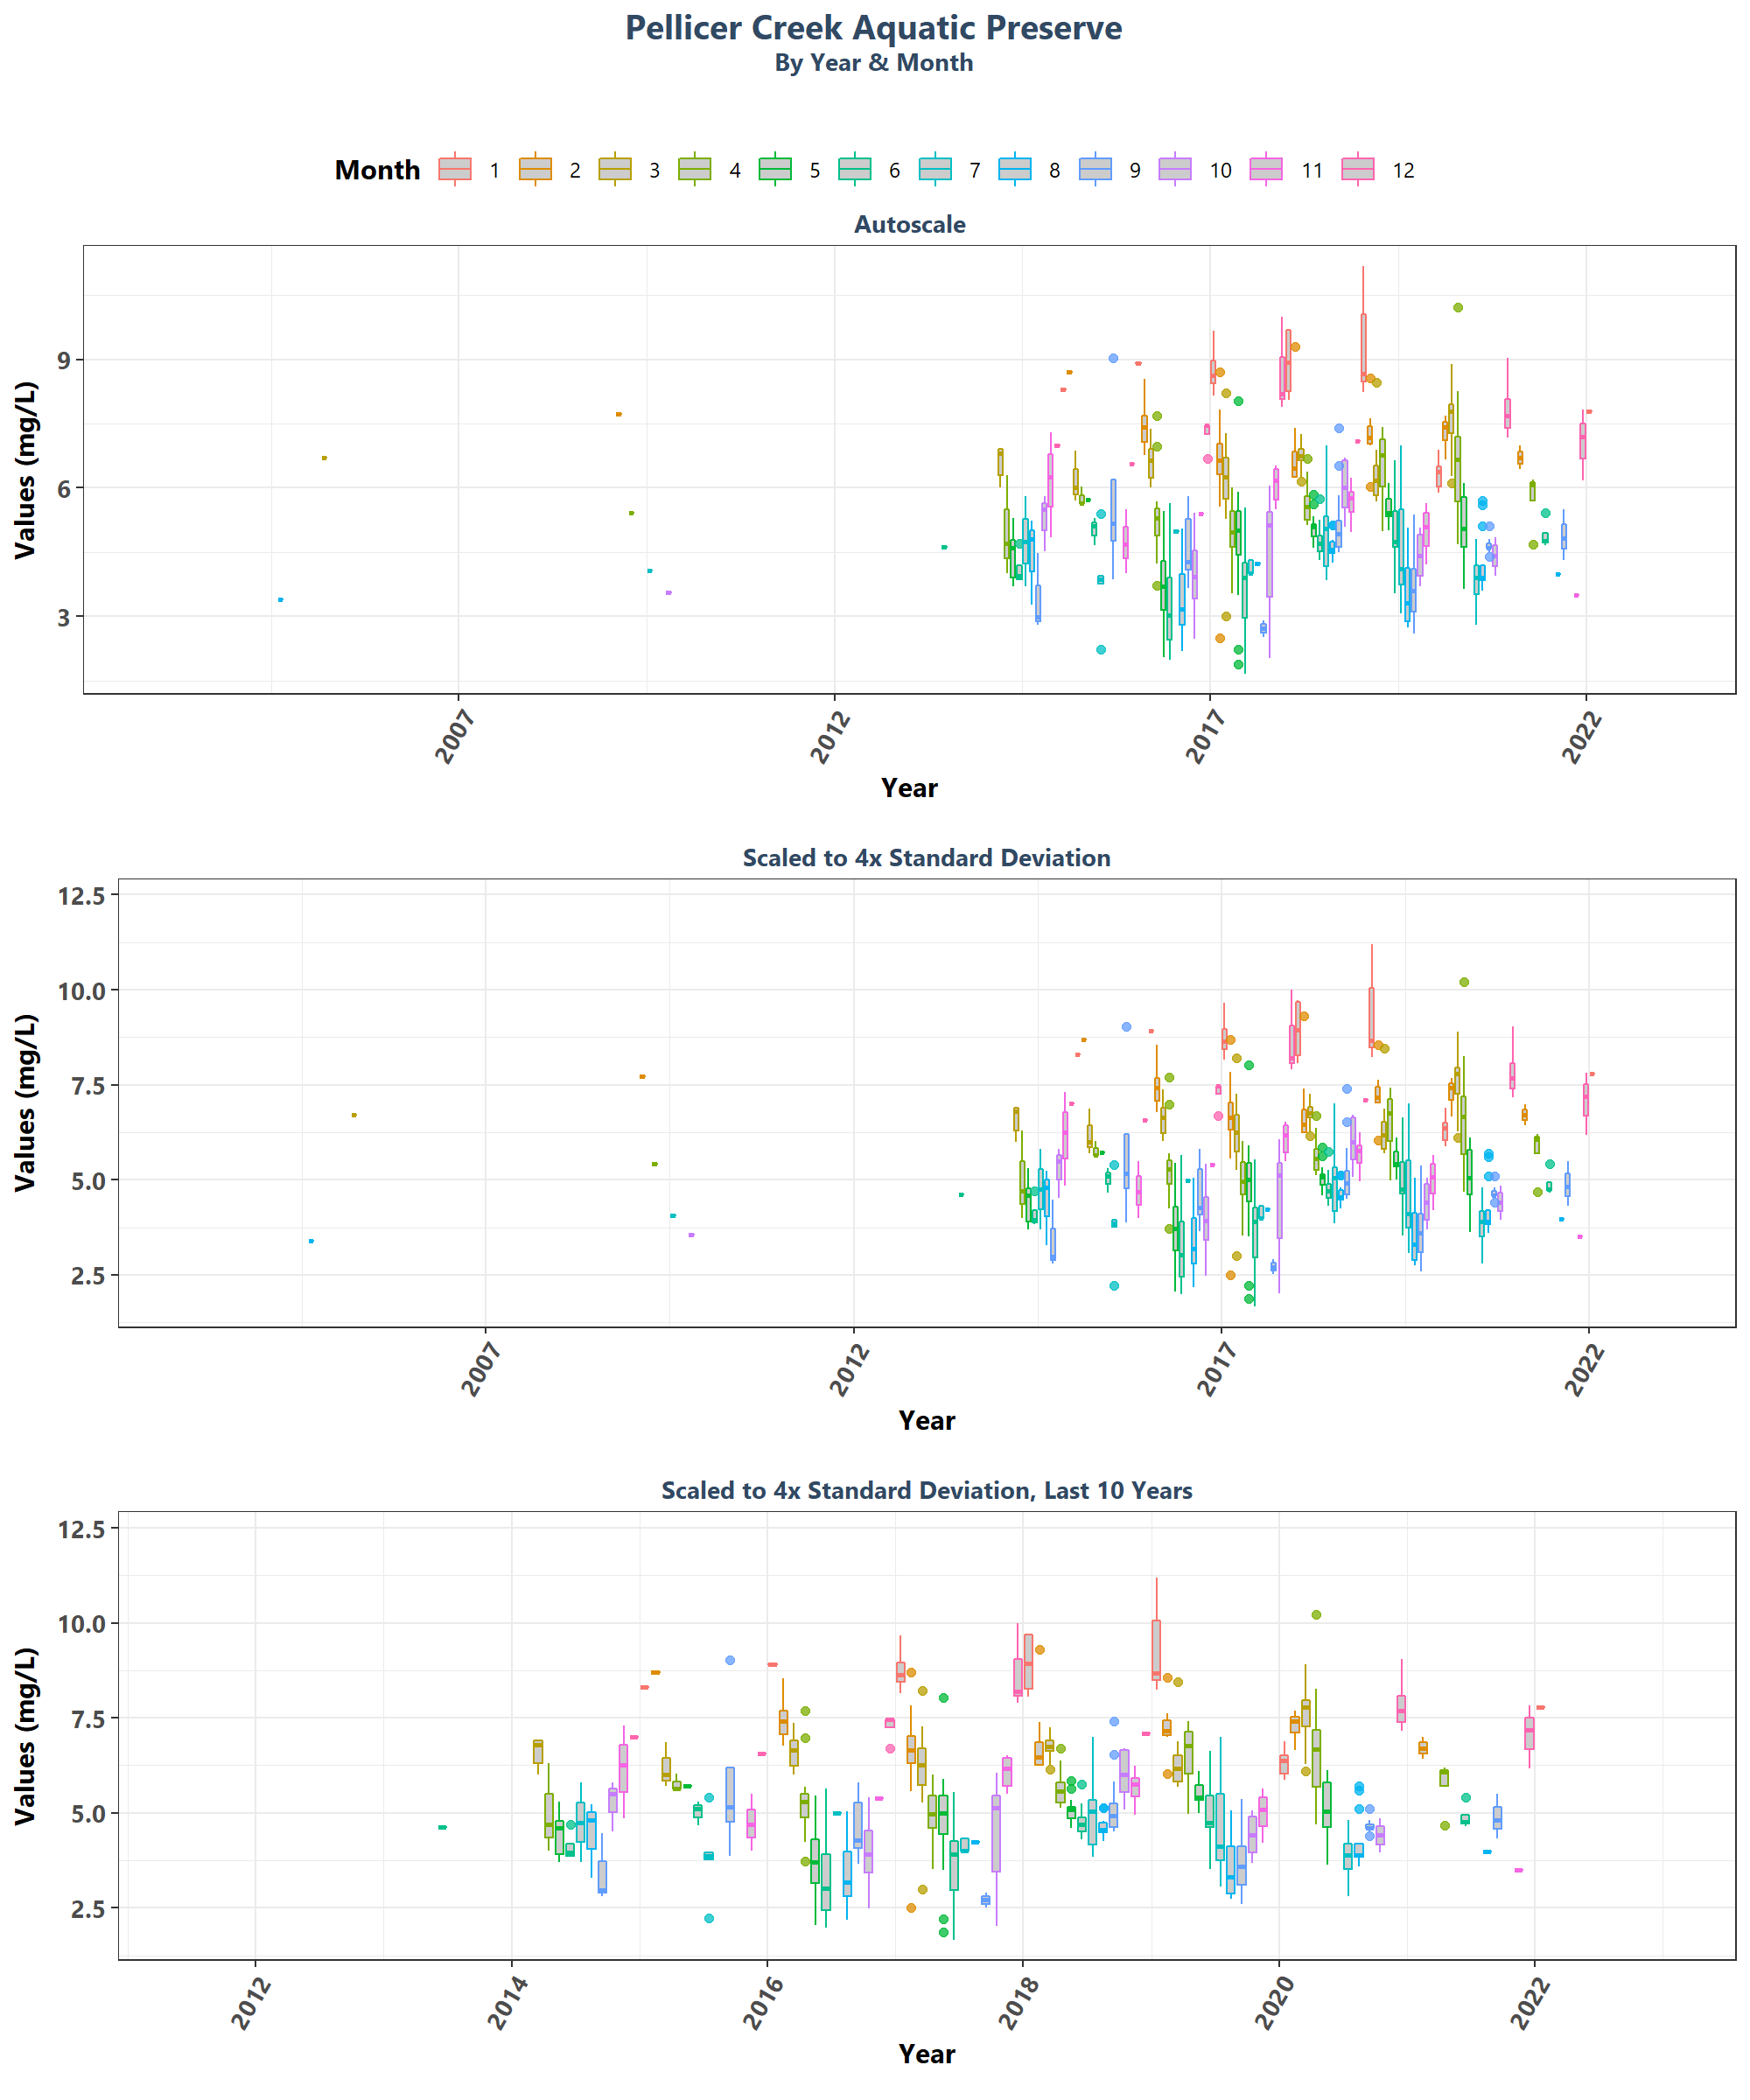 Pellicer Creek Aquatic Preserve
By Year & Month
Month 1 2 3 4 5 6 7 8 9 10 11 12
Autoscale
Values (mg/L)
9
6
3
2007 2012 2017 2022
Year
Scaled to 4x Standard Deviation
Values (mg/L)
12.5
10.0
7.5
5.0
2.5
2007 2012 2017 2022
Year
Scaled to 4x Standard Deviation, Last 10 Years
Values (mg/L)
12.5
10.0
7.5
5.0
2.5
2012 2014 2016 2018 2020 2022
Year